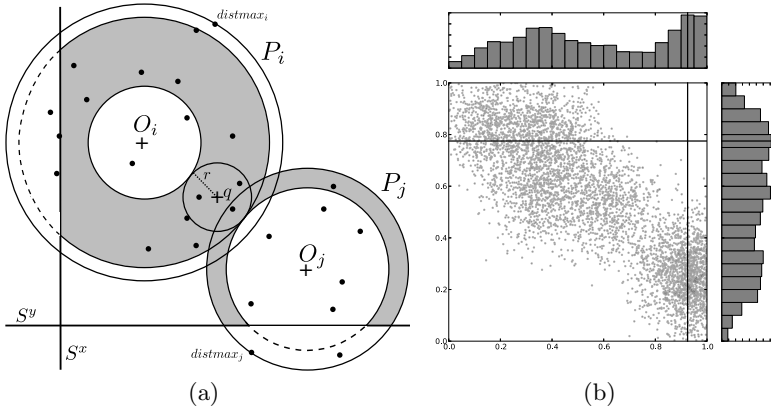 distmax_i
P_i
O_i
r
q
P_j
O_j
S^y
S^x
distmax_j
(a)
1.0
0.8
0.6
0.4
0.2
0.0
0.0 0.2 0.4 0.6 0.8 1.0
(b)